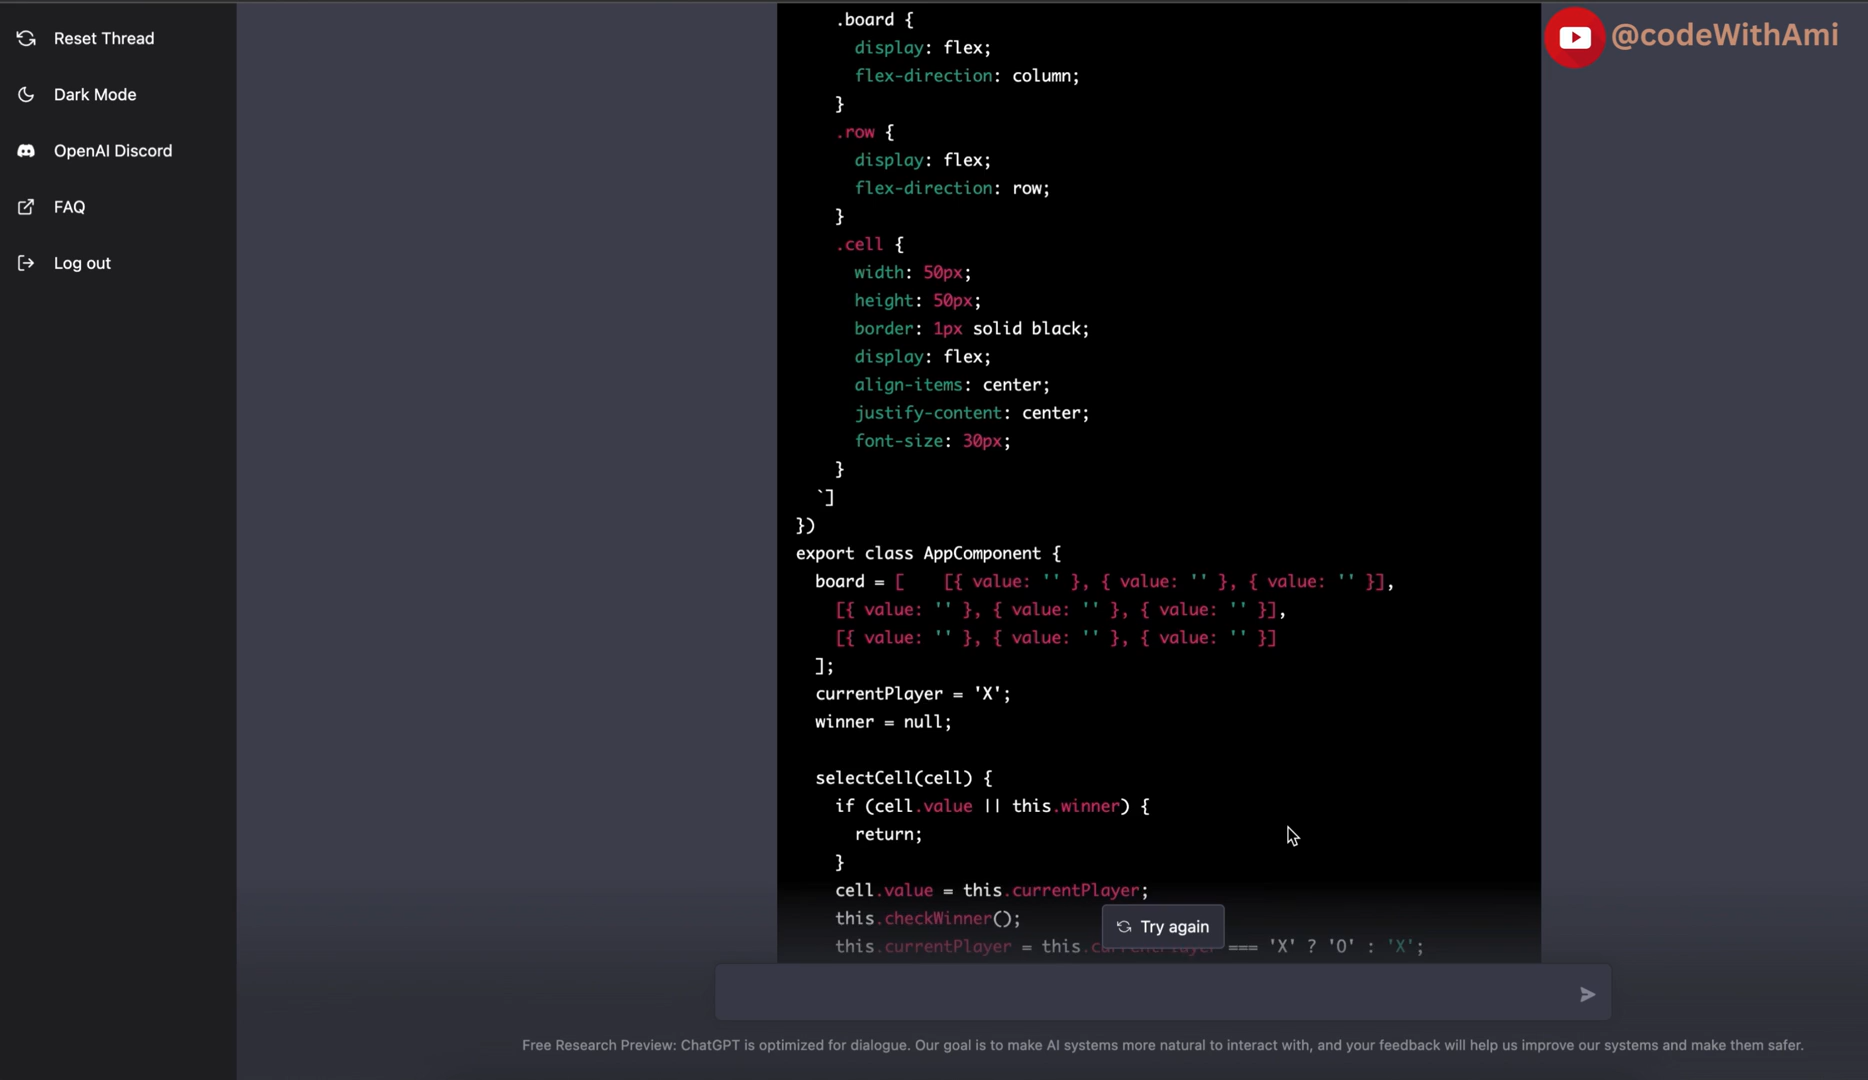 Reset Thread
Dark Mode
OpenAI Discord
FAQ
Log out
@codeWithAmi
.board {
display: flex;
flex-direction: column;
}
.row {
display: flex;
flex-direction: row;
}
.cell {
width: 50px;
height: 50px;
border: 1px solid black;
display: flex;
align-items: center;
justify-content: center;
font-size: 30px;
}
`]
})
export class AppComponent {
board = [    [{ value: '' }, { value: '' }, { value: '' }],
[{ value: '' }, { value: '' }, { value: '' }],
[{ value: '' }, { value: '' }, { value: '' }]
];
currentPlayer = 'X';
winner = null;
selectCell(cell) {
if (cell.value || this.winner) {
return;
}
cell.value = this.currentPlayer;
this.checkWinner();
this.currentPlayer = this.currentPlayer === 'X' ? 'O' : 'X';
Try again
Free Research Preview: ChatGPT is optimized for dialogue. Our goal is to make AI systems more natural to interact with, and your feedback will help us improve our systems and make them safer.